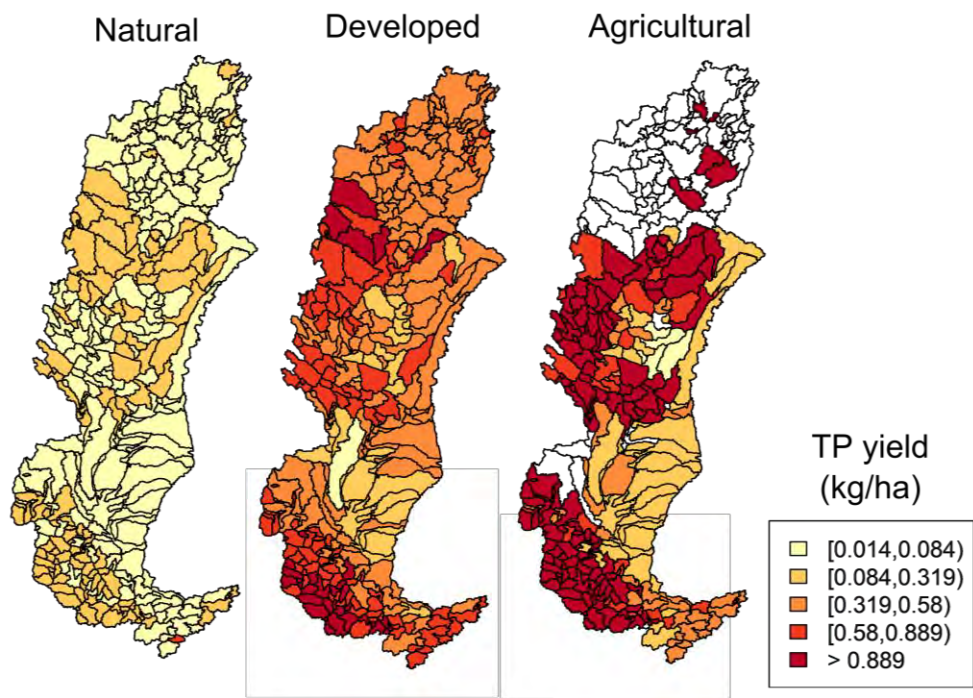 Natural
Developed
Agricultural
TP yield
(kg/ha)
[0.014,0.084)
[0.084,0.319)
[0.319,0.58)
[0.58,0.889)
> 0.889